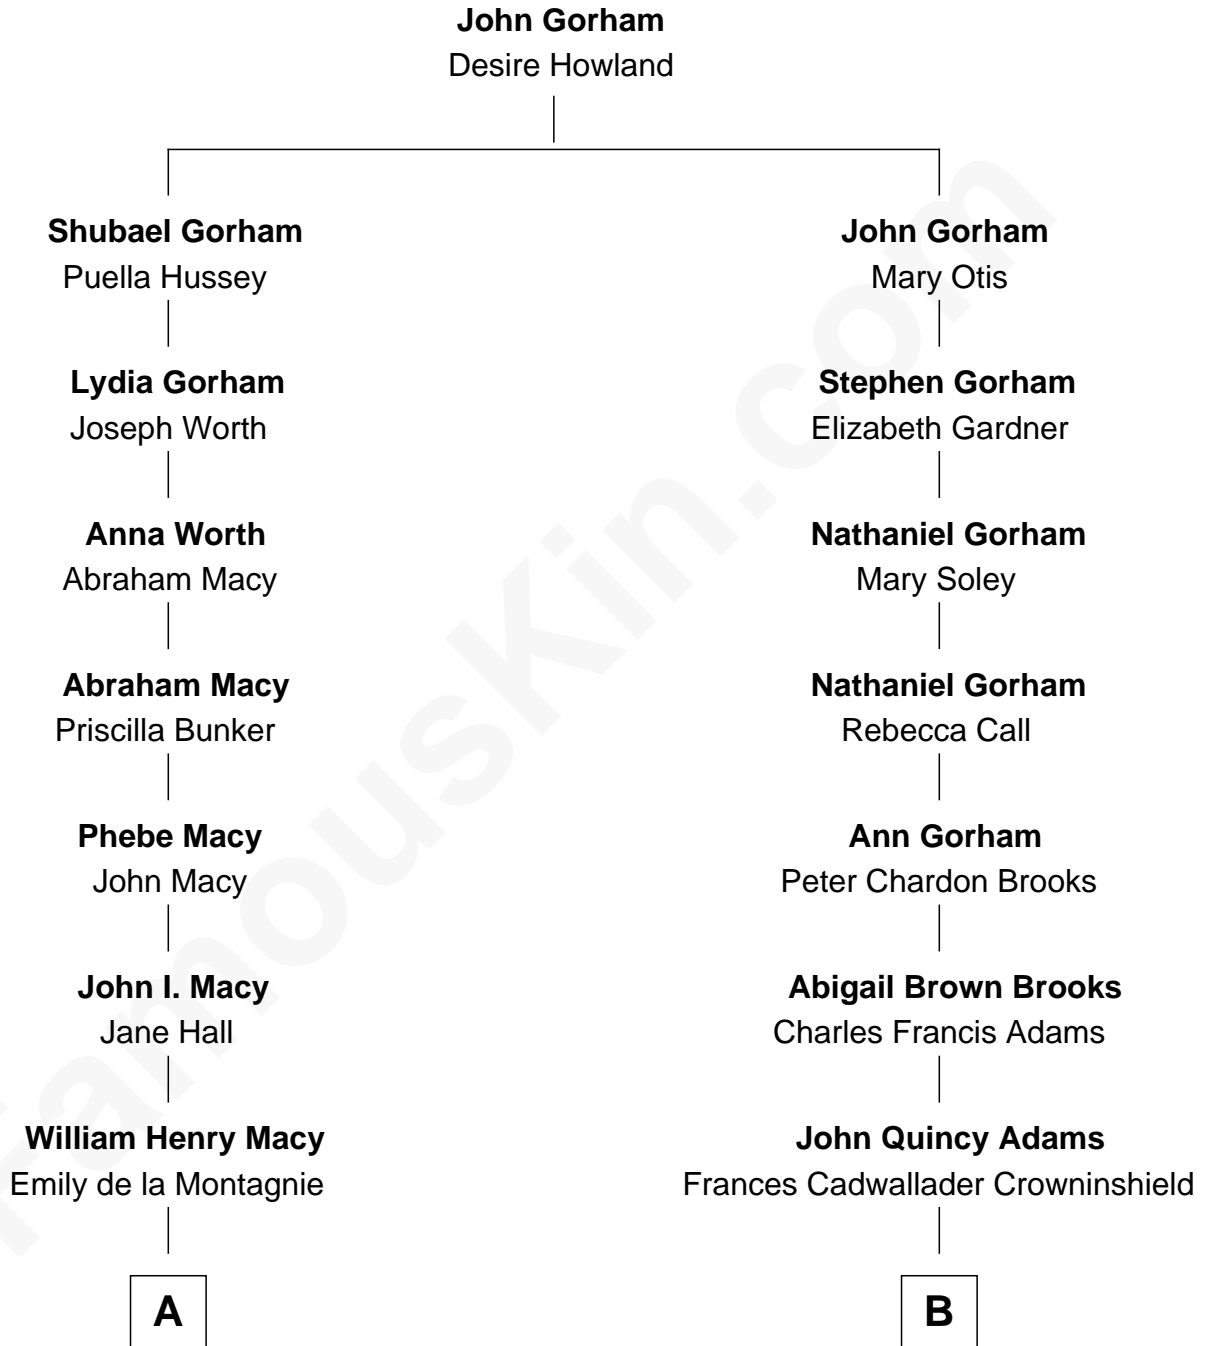 John Gorham
Desire Howland
Shubael Gorham
Puella Hussey
John Gorham
Mary Otis
Lydia Gorham
Joseph Worth
Stephen Gorham
Elizabeth Gardner
Anna Worth
Abraham Macy
Nathaniel Gorham
Mary Soley
Abraham Macy
Priscilla Bunker
Nathaniel Gorham
Rebecca Call
Phebe Macy
John Macy
Ann Gorham
Peter Chardon Brooks
John I. Macy
Jane Hall
Abigail Brown Brooks
Charles Francis Adams
William Henry Macy
Emily de la Montagnie
John Quincy Adams
Frances Cadwallader Crowninshield
A
B
FamousKin.com